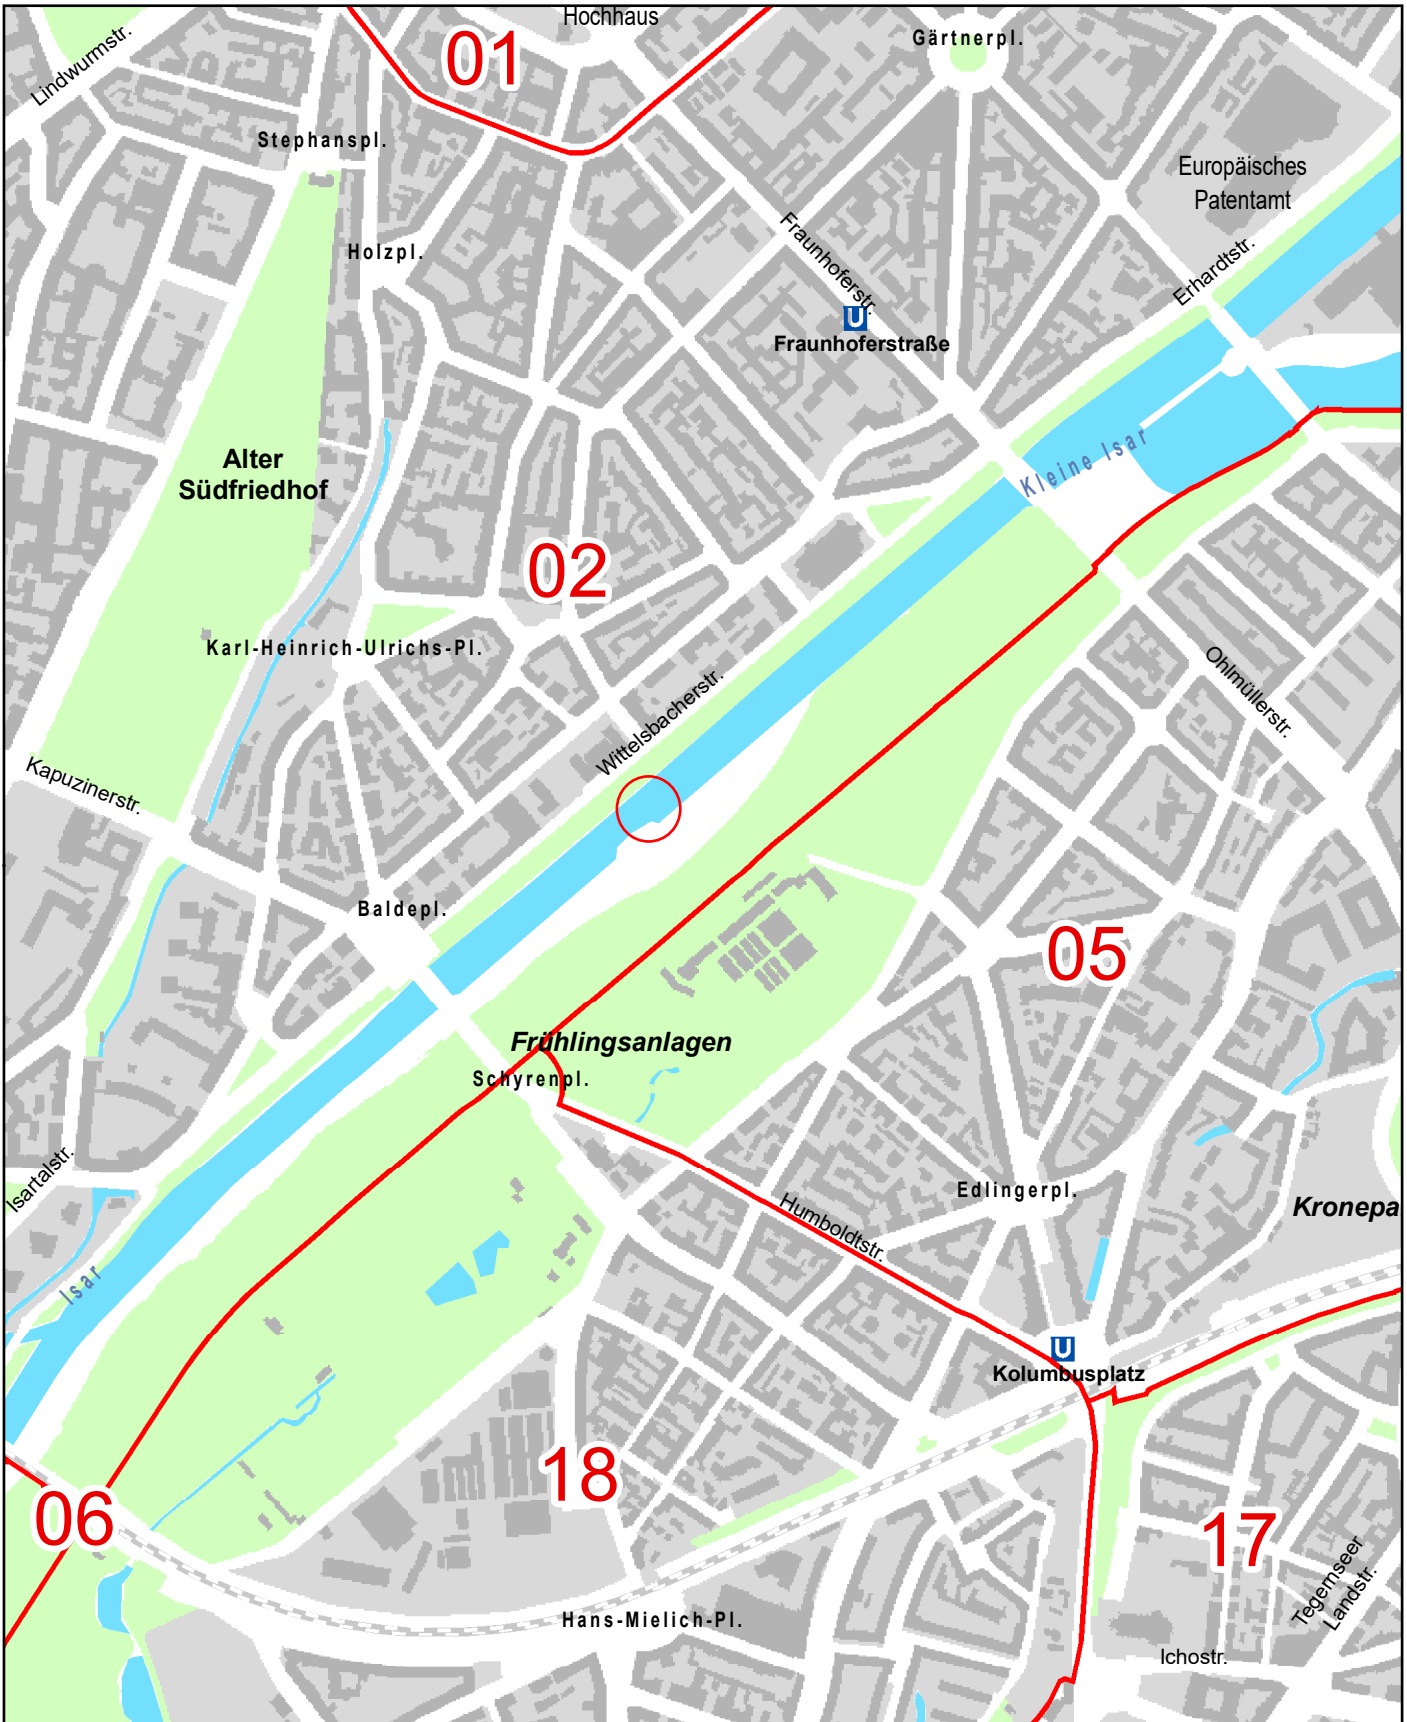 Hochhaus
01
Gärtnerpl.
Lindwurmstr.
Stephanspl.
Europäisches
Patentamt
Holzpl.
Fraunhoferstr.
Erhardtstr.
U
Fraunhoferstraße
Alter
Südfriedhof
Kleine Isar
02
Karl-Heinrich-Ulrichs-Pl.
Ohlmüllerstr.
Wittelsbacherstr.
Kapuzinerstr.
Baldepl.
05
Frühlingsanlagen
Schyrenpl.
Isartalstr.
Edlingerpl.
Kronepa
Humboldtstr.
Isar
U
Kolumbusplatz
18
06
17
Tegernseer
Landstr.
Hans-Mielich-Pl.
Ichostr.